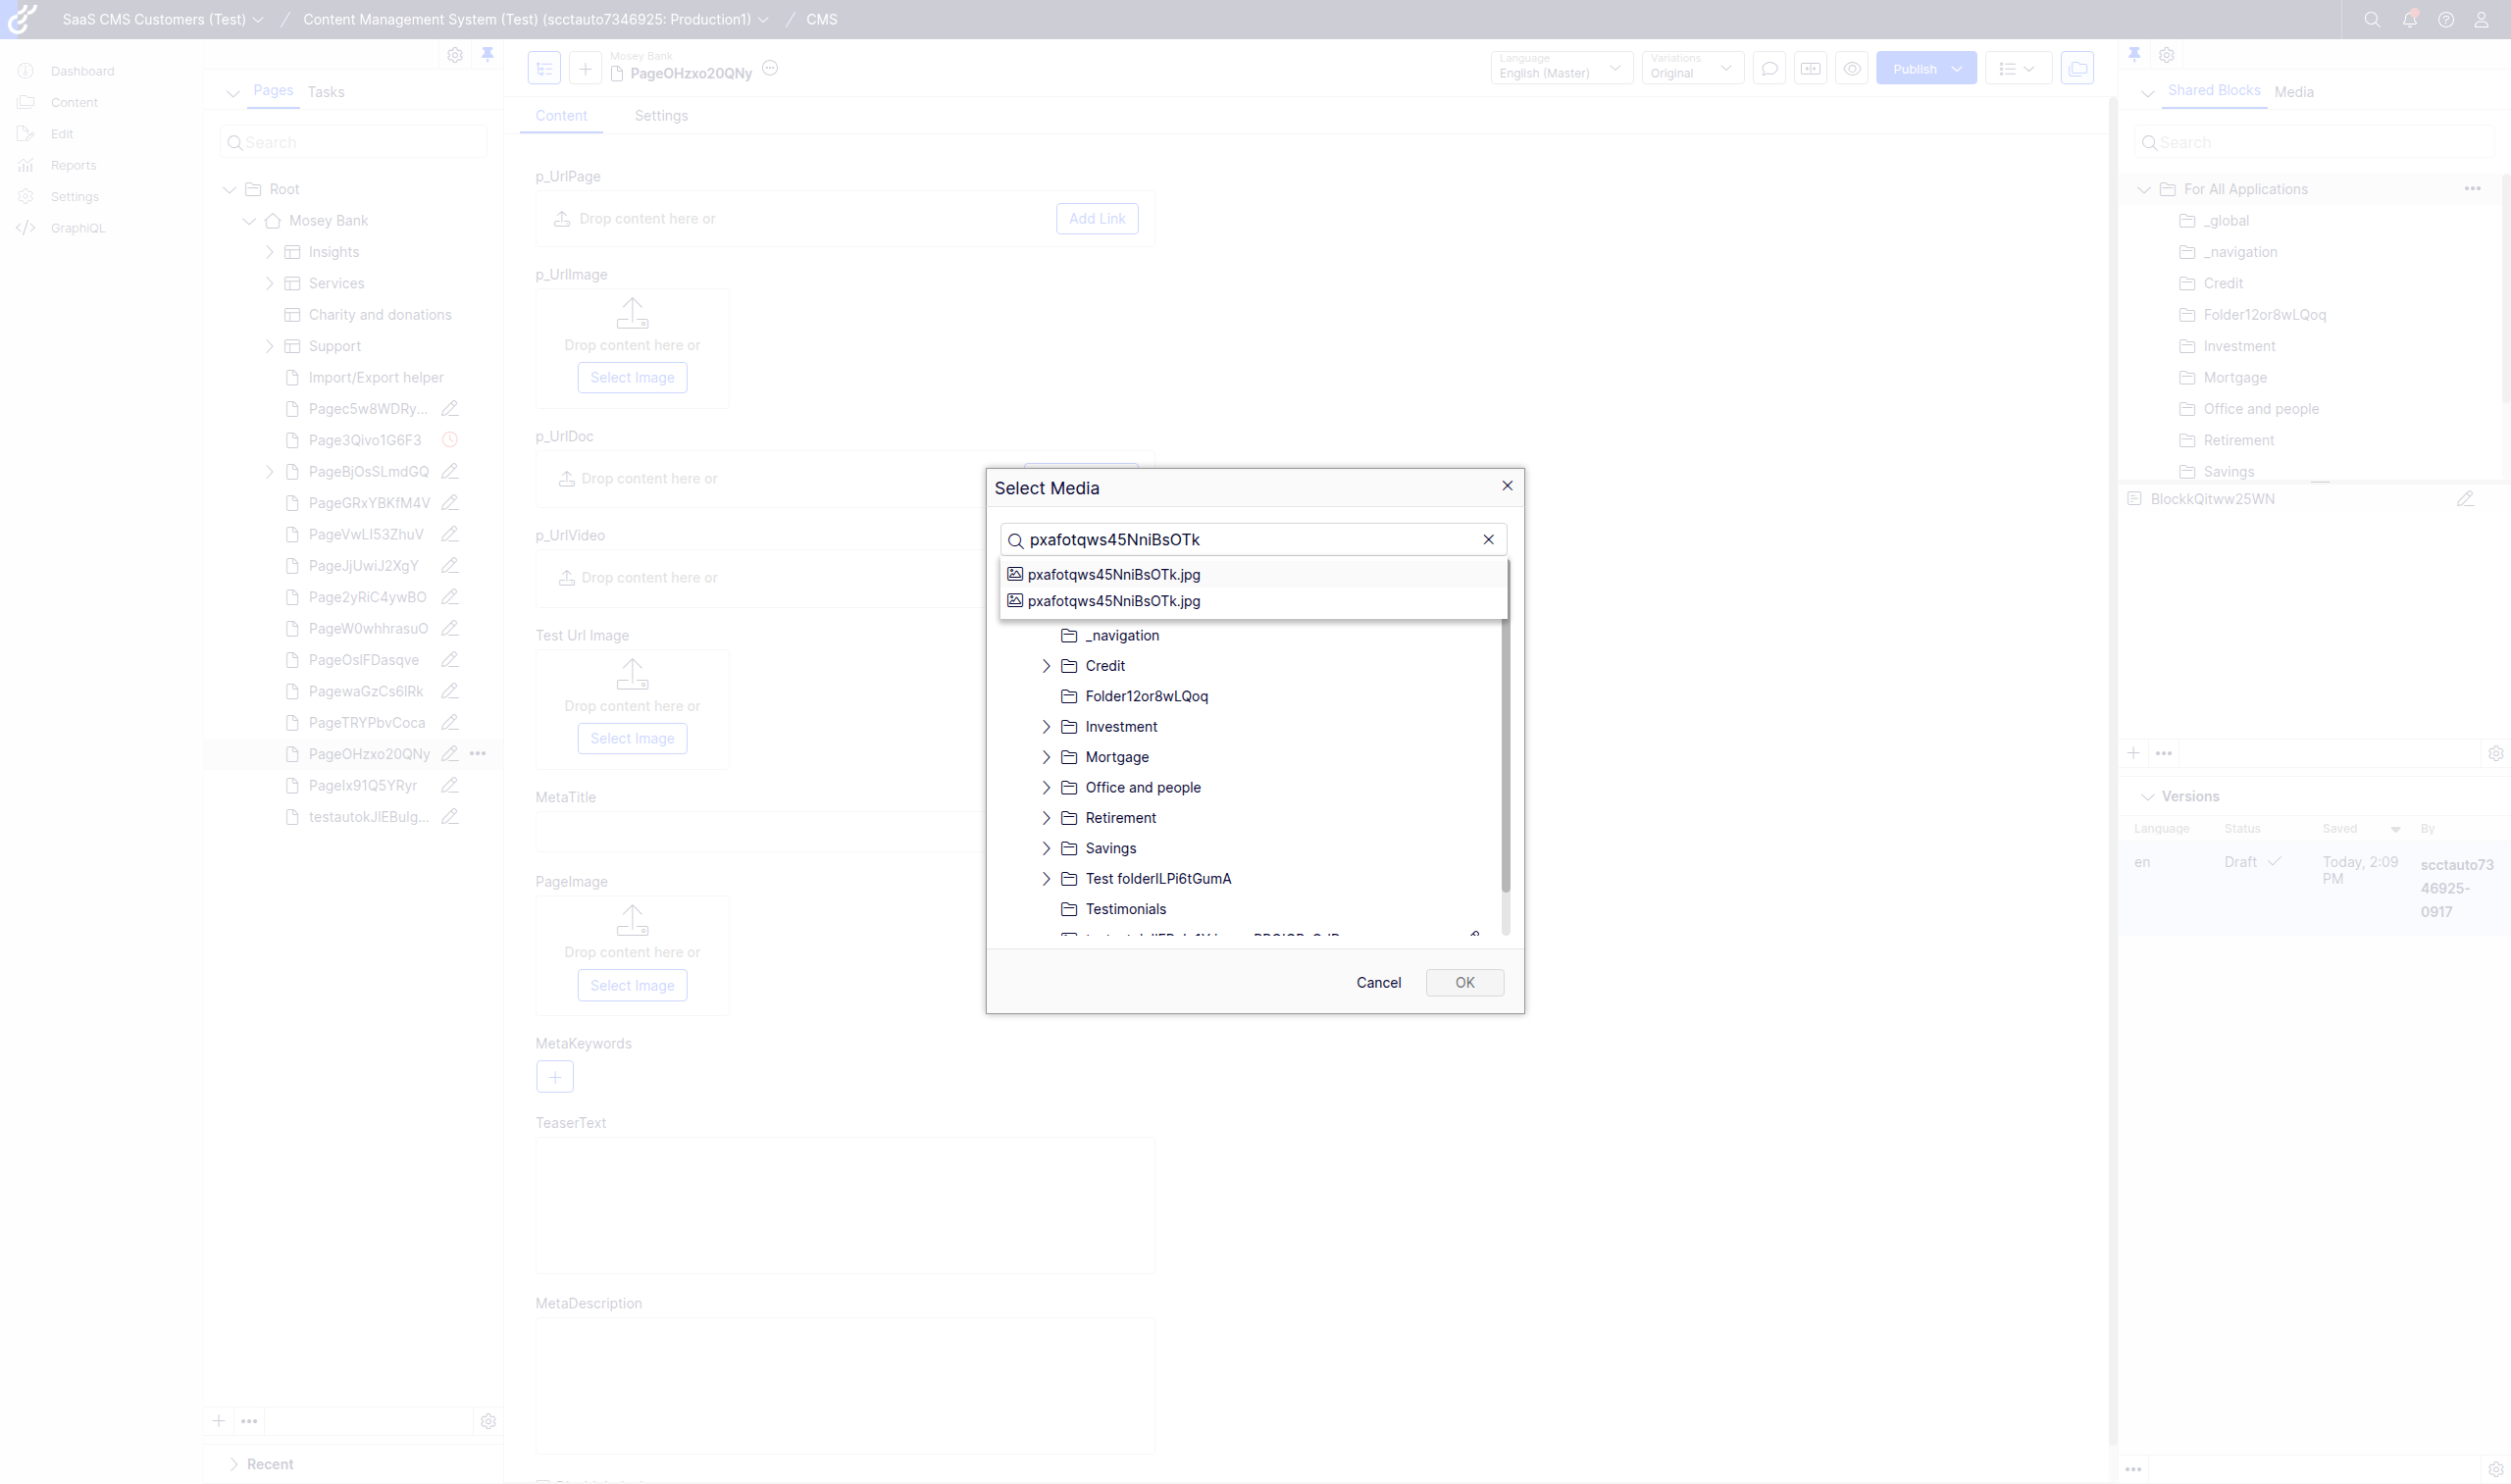 SaaS CMS Customers (Test) / Content Management System (Test) (scctauto7346925: Production1) / CMS
Dashboard
Content
Edit
Reports
Settings
GraphiQL
Pages Tasks
Search
Root
Mosey Bank
Insights
Services
Charity and donations
Support
Import/Export helper
Pagec5w8WDRy...
Page3Qivo1G6F3
PageBjOsSLmdGQ
PageGRxYBKfM4V
PageVwLI53ZhuV
PageJjUwiJ2XgY
Page2yRiC4ywBO
PageW0whhrasuO
PageOsIFDasqve
PagewaGzCs6lRk
PageTRYPbvCoca
PageOHzxo20QNy
PageIx91Q5YRyr
testautokJIEBuIg...
Recent
Mosey Bank
PageOHzxo20QNy
Language
English (Master)
Variations
Original
Publish
Content Settings
p_UrlPage
Drop content here or Add Link
p_UrlImage
Drop content here or
Select Image
p_UrlDoc
Drop content here or
p_UrlVideo
Drop content here or
Test Url Image
Drop content here or
Select Image
MetaTitle
PageImage
Drop content here or
Select Image
MetaKeywords
TeaserText
MetaDescription
Select Media
pxafotqws45NniBsOTk
pxafotqws45NniBsOTk.jpg
pxafotqws45NniBsOTk.jpg
_navigation
Credit
Folder12or8wLQoq
Investment
Mortgage
Office and people
Retirement
Savings
Test folderILPi6tGumA
Testimonials
Cancel OK
Shared Blocks Media
Search
For All Applications
_global
_navigation
Credit
Folder12or8wLQoq
Investment
Mortgage
Office and people
Retirement
Savings
BlockkQitww25WN
Versions
Language Status Saved By
en Draft Today, 2:09 PM scctauto7346925-0917